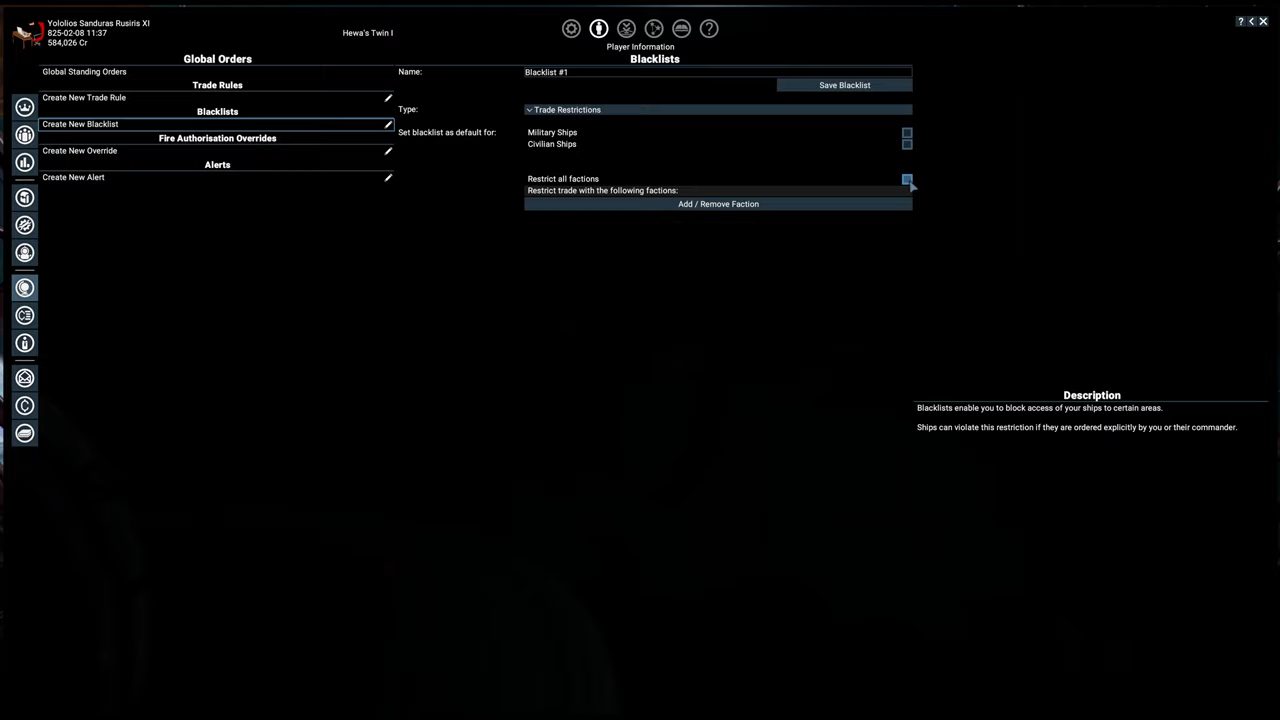 Yololios Sanduras Rusiris XI
825-02-08 11:37
584,026 Cr
Hewa's Twin I
Player Information
Global Orders
Global Standing Orders
Trade Rules
Create New Trade Rule
Blacklists
Create New Blacklist
Fire Authorisation Overrides
Create New Override
Alerts
Create New Alert
Blacklists
Name:
Blacklist #1
Save Blacklist
Type:
Trade Restrictions
Set blacklist as default for:
Military Ships
Civilian Ships
Restrict all factions
Restrict trade with the following factions:
Add / Remove Faction
Description
Blacklists enable you to block access of your ships to certain areas.
Ships can violate this restriction if they are ordered explicitly by you or their commander.